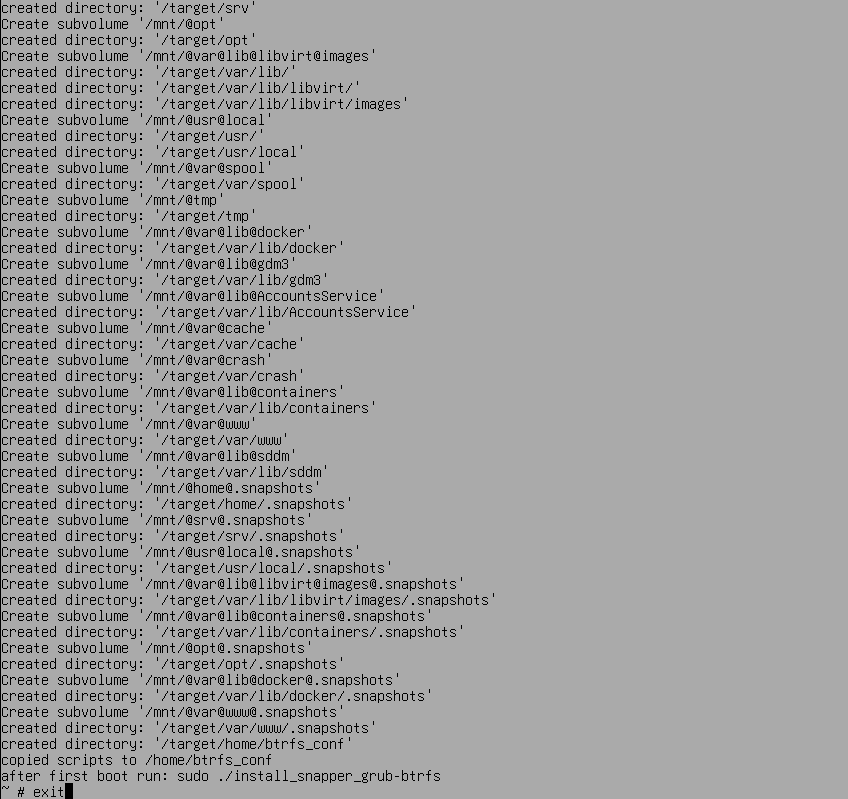 created directory: '/target/srv'
Create subvolume '/mnt/@opt'
created directory: '/target/opt'
Create subvolume '/mnt/@var@lib@libvirt@images'
created directory: '/target/var/lib/'
created directory: '/target/var/lib/libvirt/'
created directory: '/target/var/lib/libvirt/images'
Create subvolume '/mnt/@usr@local'
created directory: '/target/usr/'
created directory: '/target/usr/local'
Create subvolume '/mnt/@var@spool'
created directory: '/target/var/spool'
Create subvolume '/mnt/@tmp'
created directory: '/target/tmp'
Create subvolume '/mnt/@var@lib@docker'
created directory: '/target/var/lib/docker'
Create subvolume '/mnt/@var@lib@gdm3'
created directory: '/target/var/lib/gdm3'
Create subvolume '/mnt/@var@lib@AccountsService'
created directory: '/target/var/lib/AccountsService'
Create subvolume '/mnt/@var@cache'
created directory: '/target/var/cache'
Create subvolume '/mnt/@var@crash'
created directory: '/target/var/crash'
Create subvolume '/mnt/@var@lib@containers'
created directory: '/target/var/lib/containers'
Create subvolume '/mnt/@var@www'
created directory: '/target/var/www'
Create subvolume '/mnt/@var@lib@sddm'
created directory: '/target/var/lib/sddm'
Create subvolume '/mnt/@home@.snapshots'
created directory: '/target/home/.snapshots'
Create subvolume '/mnt/@srv@.snapshots'
created directory: '/target/srv/.snapshots'
Create subvolume '/mnt/@usr@local@.snapshots'
created directory: '/target/usr/local/.snapshots'
Create subvolume '/mnt/@var@lib@libvirt@images@.snapshots'
created directory: '/target/var/lib/libvirt/images/.snapshots'
Create subvolume '/mnt/@var@lib@containers@.snapshots'
created directory: '/target/var/lib/containers/.snapshots'
Create subvolume '/mnt/@opt@.snapshots'
created directory: '/target/opt/.snapshots'
Create subvolume '/mnt/@var@lib@docker@.snapshots'
created directory: '/target/var/lib/docker/.snapshots'
Create subvolume '/mnt/@var@www@.snapshots'
created directory: '/target/var/www/.snapshots'
created directory: '/target/home/btrfs_conf'
copied scripts to /home/btrfs_conf
after first boot run: sudo ./install_snapper_grub-btrfs
~ # exit